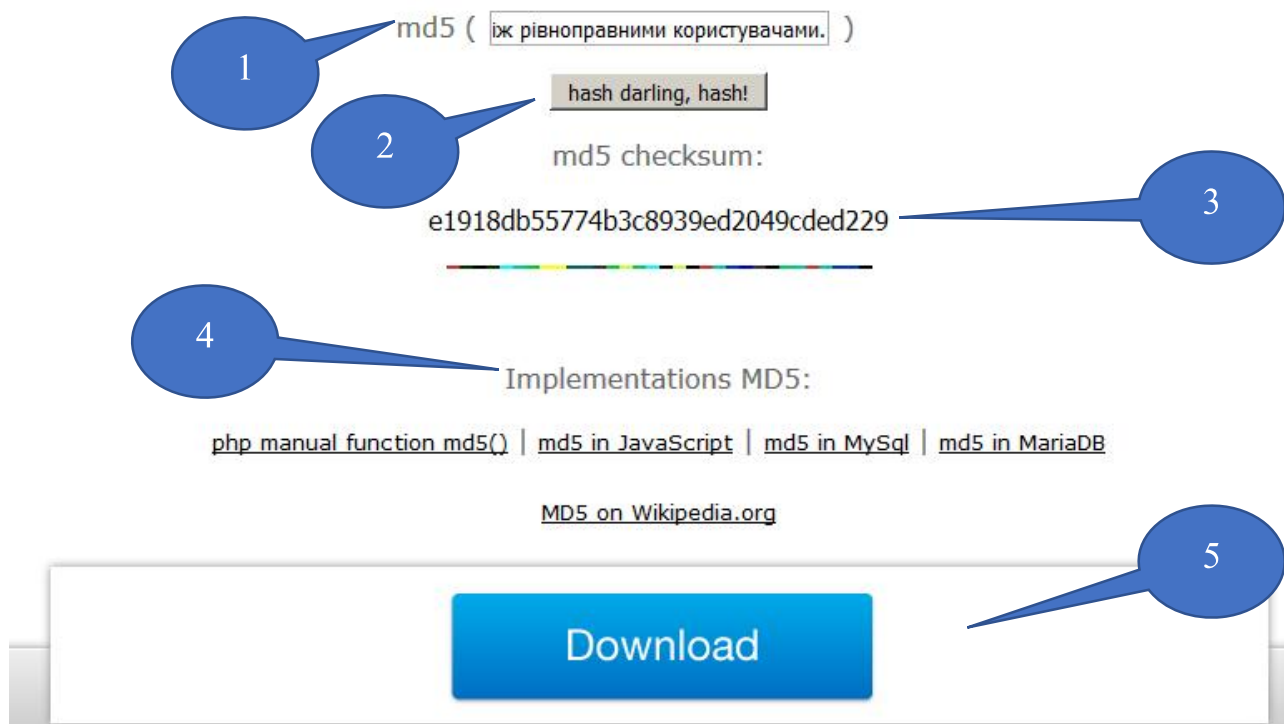 1
md5 ( іж рівноправними користувачами. )
2
hash darling, hash!
md5 checksum:
3
e1918db55774b3c8939ed2049cded229
4
Implementations MD5:
php manual function md5() | md5 in JavaScript | md5 in MySql | md5 in MariaDB
MD5 on Wikipedia.org
5
Download